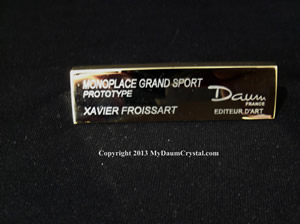 MONOPLACE GRAND SPORT
PROTOTYPE
XAVIER FROISSART
Daum
FRANCE
EDITEUR D'ART
Copyright © 2013 MyDaumCrystal.com